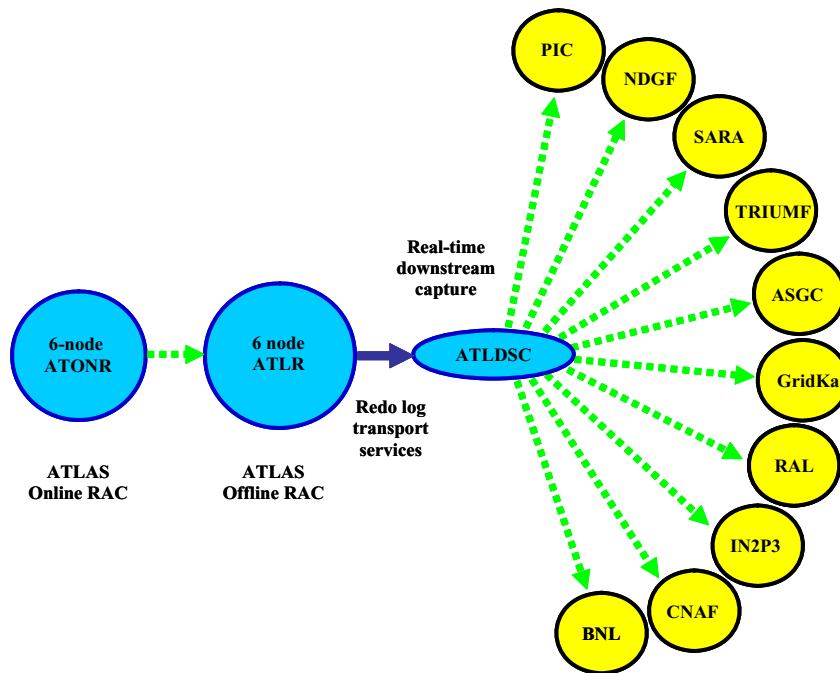 PIC
NDGF
SARA
TRIUMF
Real-time
downstream
capture
ASGC
6-node
ATONR
6 node
ATLR
ATLDSC
GridKa
Redo log
transport
services
RAL
ATLAS
Online RAC
ATLAS
Offline RAC
IN2P3
CNAF
BNL